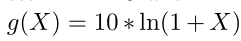 g(X) = 10 * ln(1 + X)